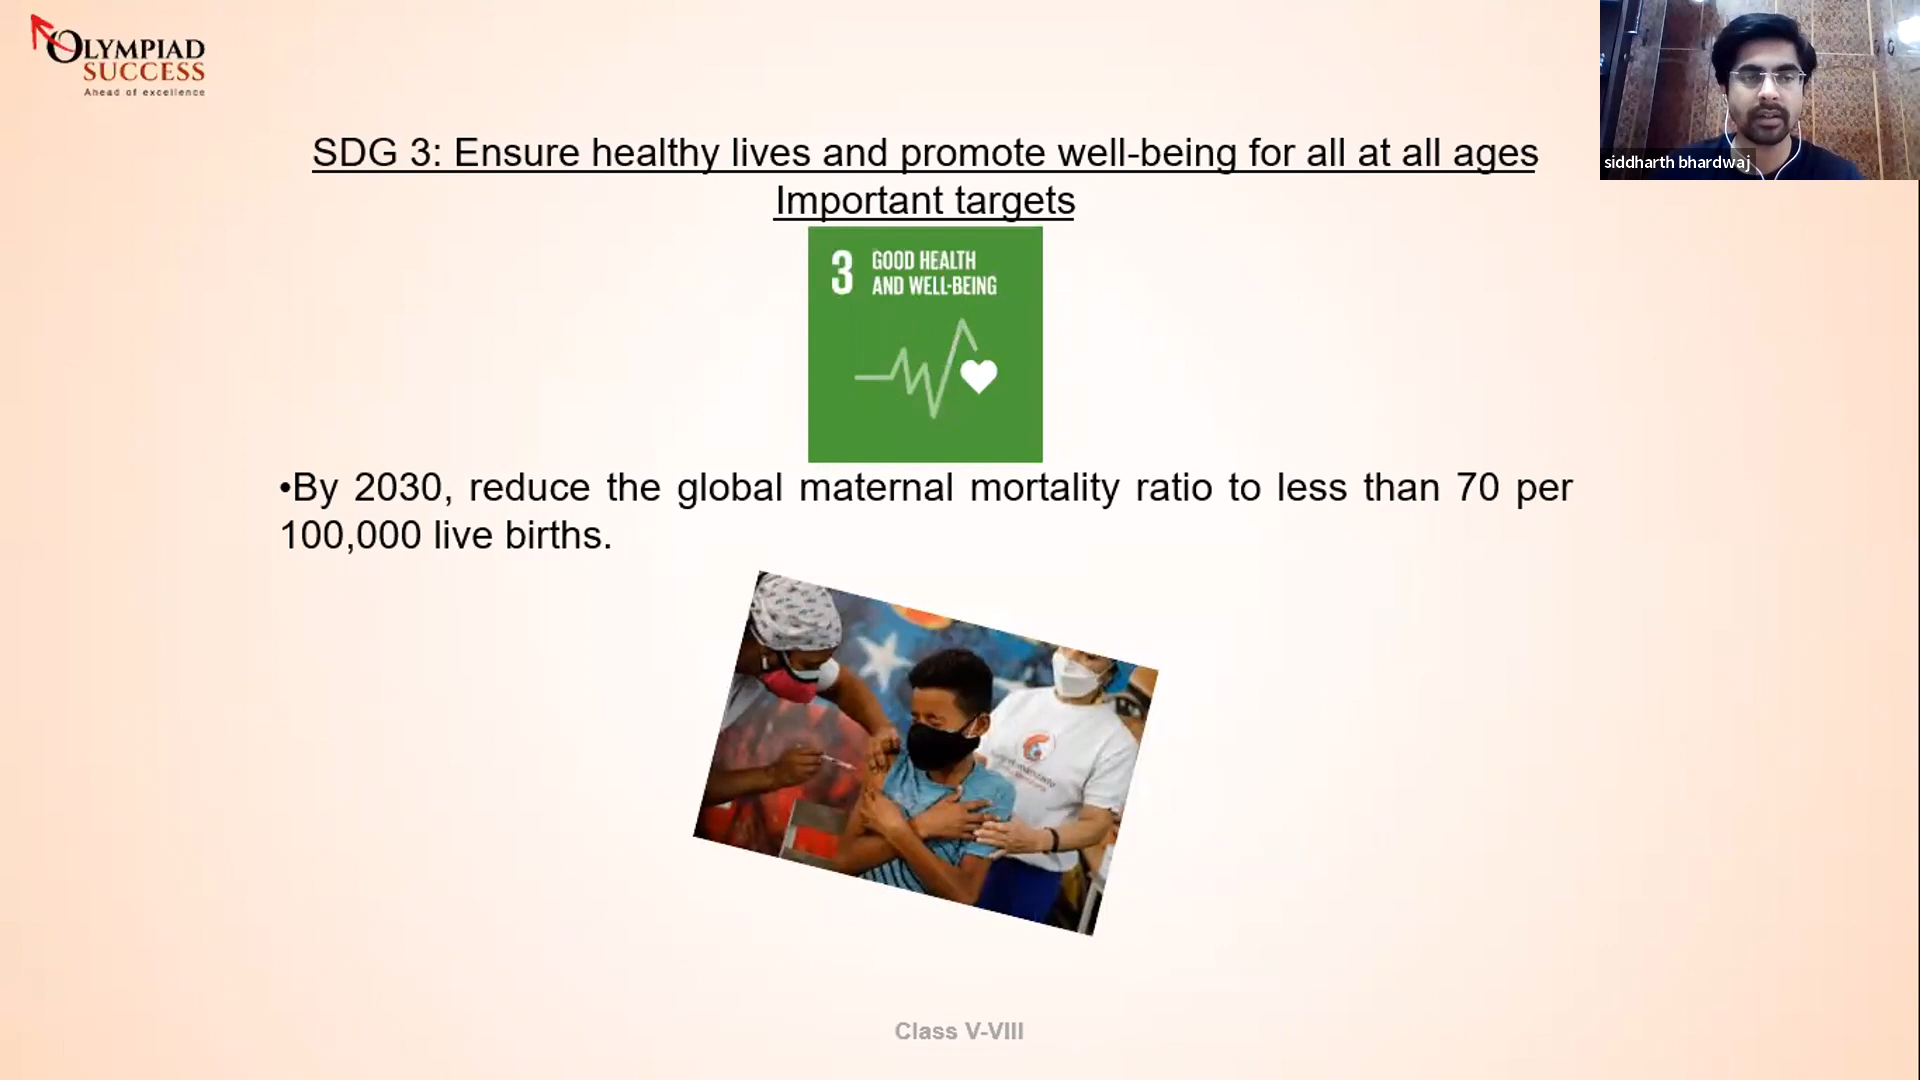 OLYMPIAD
SUCCESS
Ahead of excellence
siddharth bhardwaj
SDG 3: Ensure healthy lives and promote well-being for all at all ages
Important targets
3 GOOD HEALTH
AND WELL-BEING
•By 2030, reduce the global maternal mortality ratio to less than 70 per
100,000 live births.
Class V-VIII